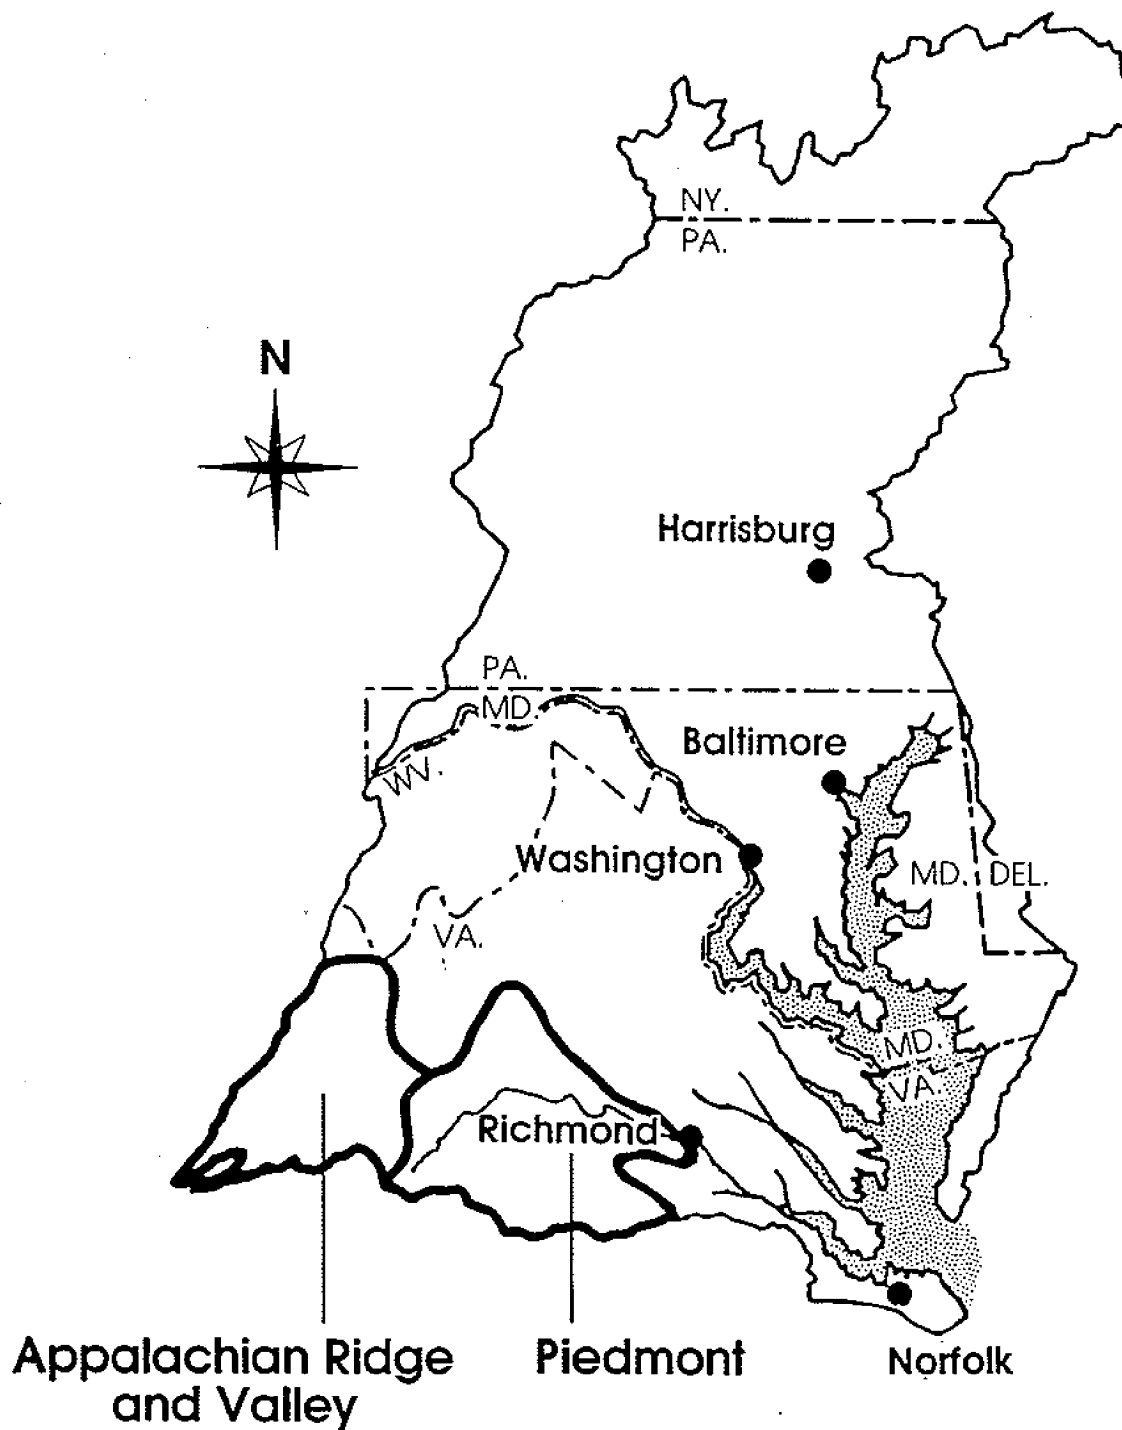 NY.
PA.
N
Harrisburg
PA.
MD.
Baltimore
WV.
Washington
MD. DEL.
VA.
MD.
VA.
Richmond
Appalachian Ridge
and Valley
Piedmont
Norfolk